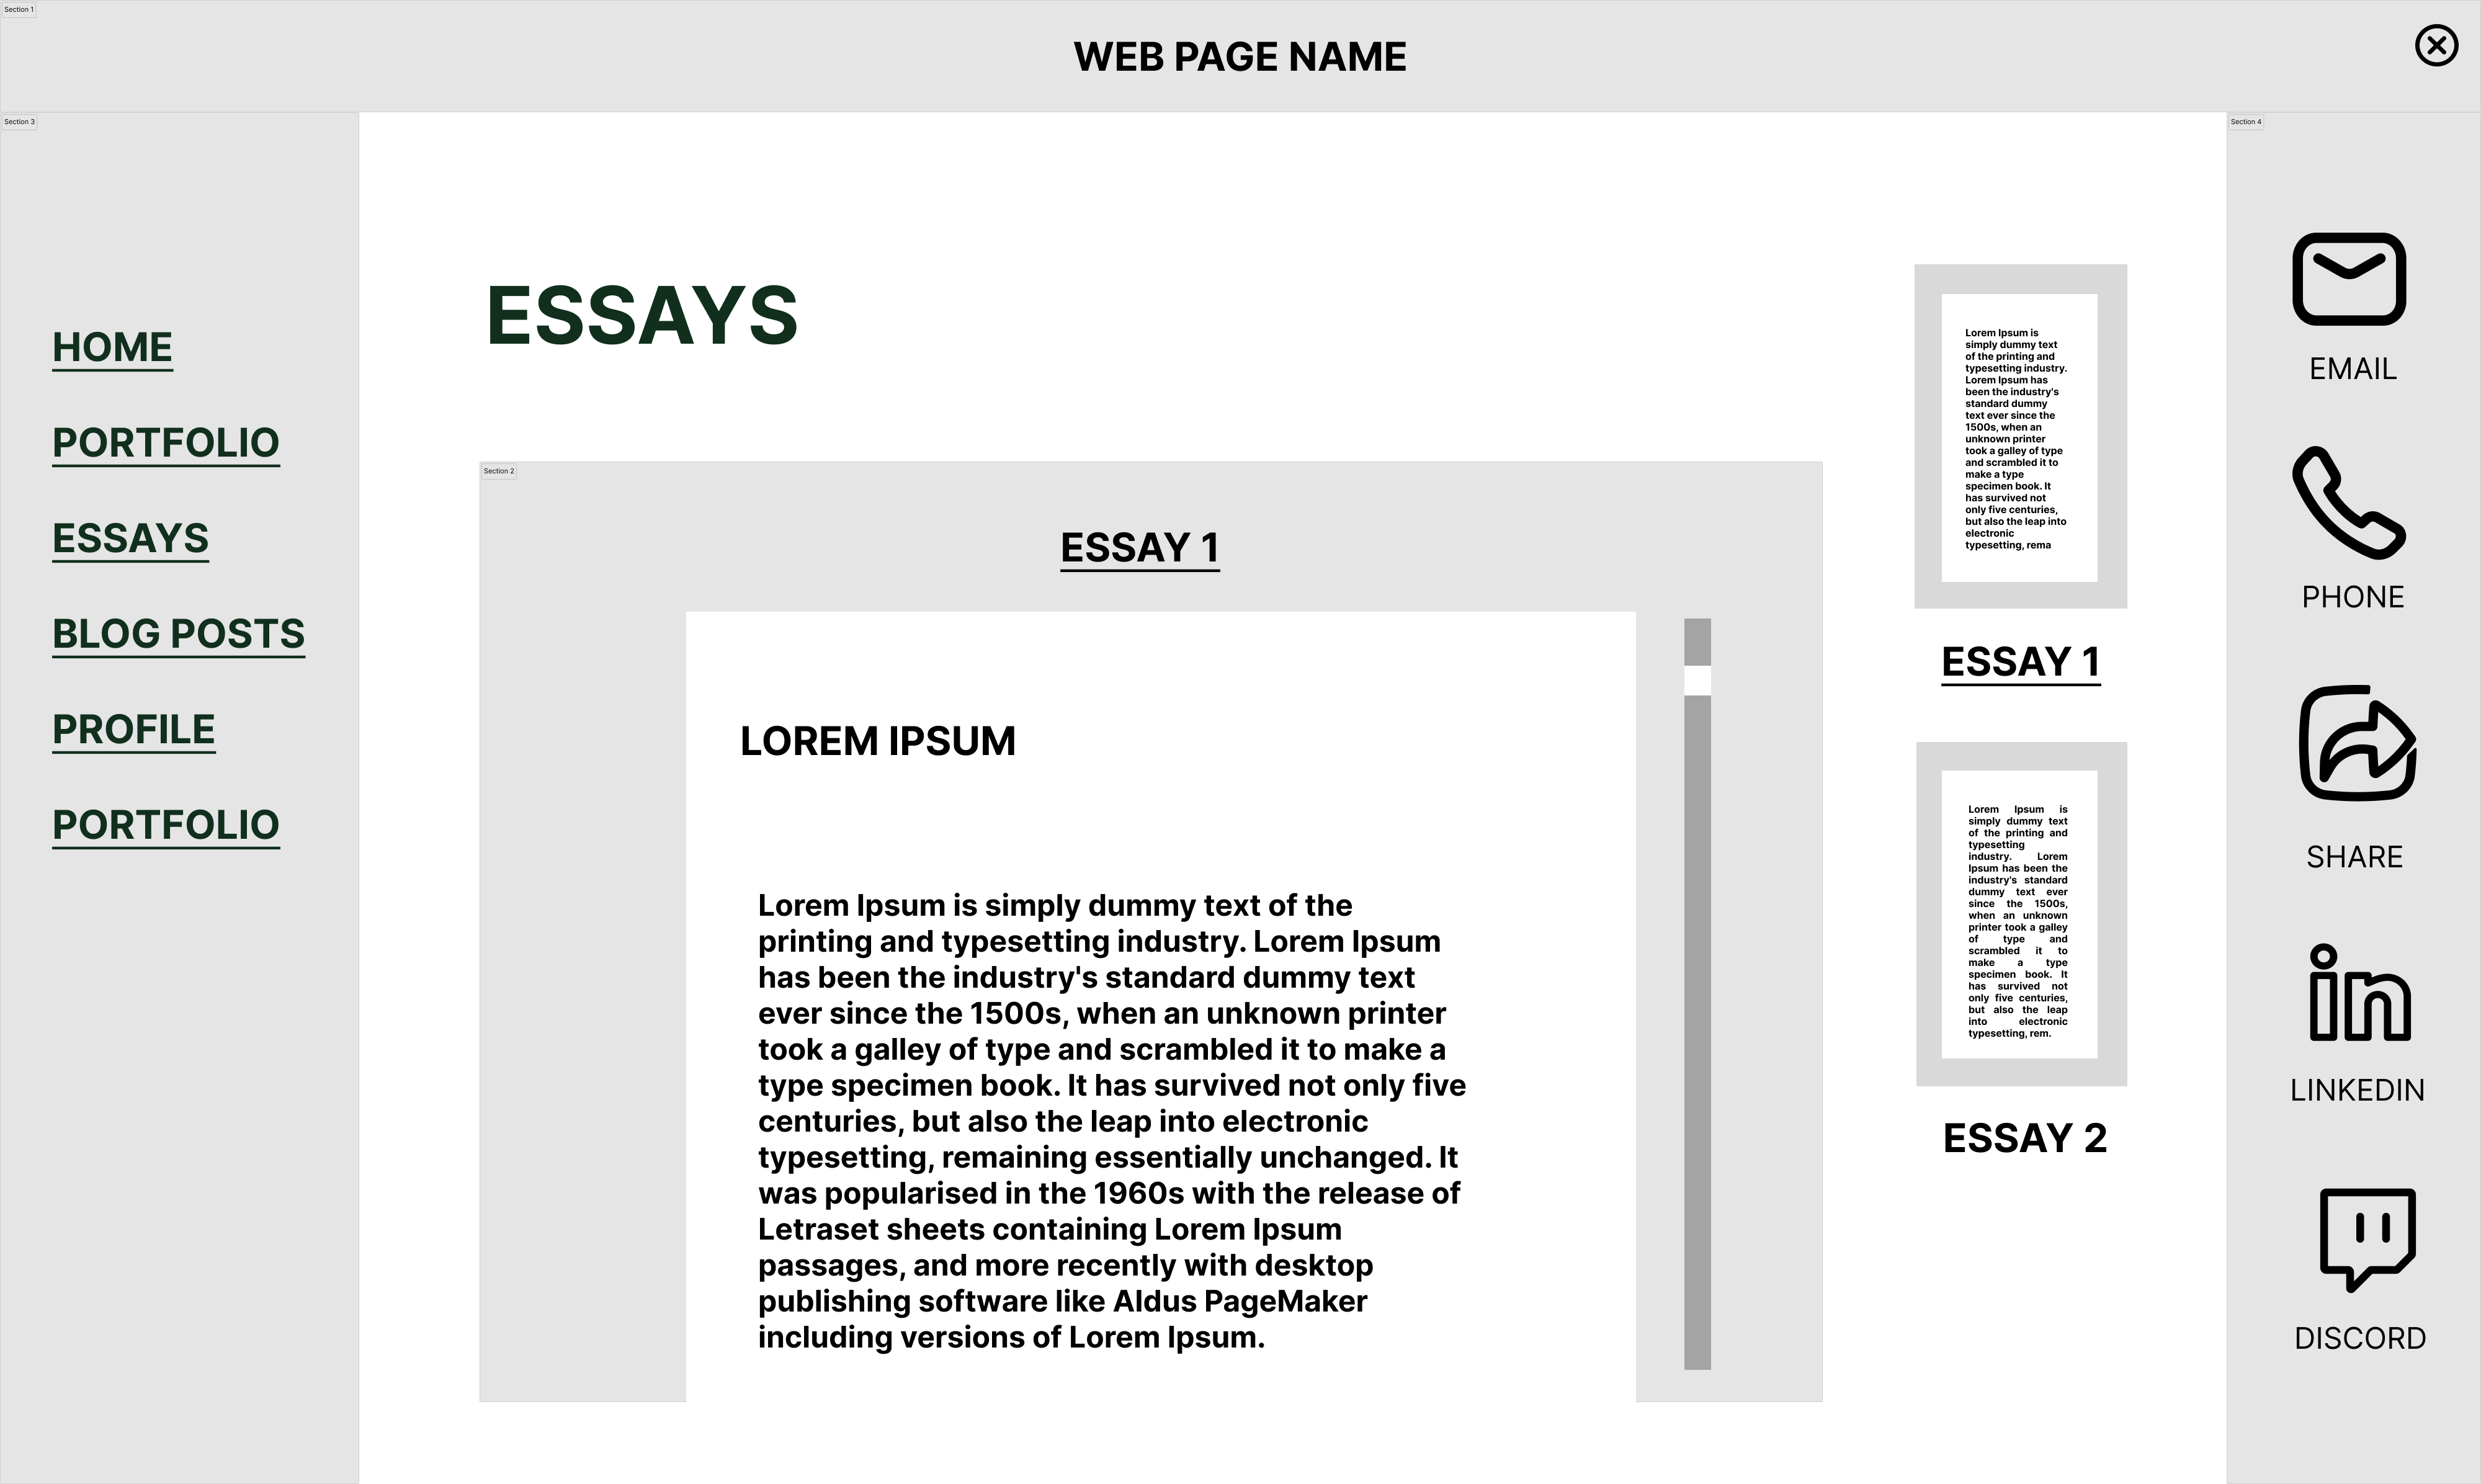 Section 1
WEB PAGE NAME
Section 3
HOME
PORTFOLIO
ESSAYS
BLOG POSTS
PROFILE
PORTFOLIO
ESSAYS
Section 2
ESSAY 1
LOREM IPSUM
Lorem Ipsum is simply dummy text of the
printing and typesetting industry. Lorem Ipsum
has been the industry's standard dummy text
ever since the 1500s, when an unknown printer
took a galley of type and scrambled it to make a
type specimen book. It has survived not only five
centuries, but also the leap into electronic
typesetting, remaining essentially unchanged. It
was popularised in the 1960s with the release of
Letraset sheets containing Lorem Ipsum
passages, and more recently with desktop
publishing software like Aldus PageMaker
including versions of Lorem Ipsum.
Lorem Ipsum is
simply dummy text
of the printing and
typesetting industry.
Lorem Ipsum has
been the industry's
standard dummy
text ever since the
1500s, when an
unknown printer
took a galley of type
and scrambled it to
make a type
specimen book. It
has survived not
only five centuries,
but also the leap into
electronic
typesetting, rema
ESSAY 1
Lorem Ipsum is
simply dummy text
of the printing and
typesetting
industry. Lorem
Ipsum has been the
industry's standard
dummy text ever
since the 1500s,
when an unknown
printer took a galley
of type and
scrambled it to
make a type
specimen book. It
has survived not
only five centuries,
but also the leap
into electronic
typesetting, rem.
ESSAY 2
Section 4
EMAIL
PHONE
SHARE
in
LINKEDIN
DISCORD